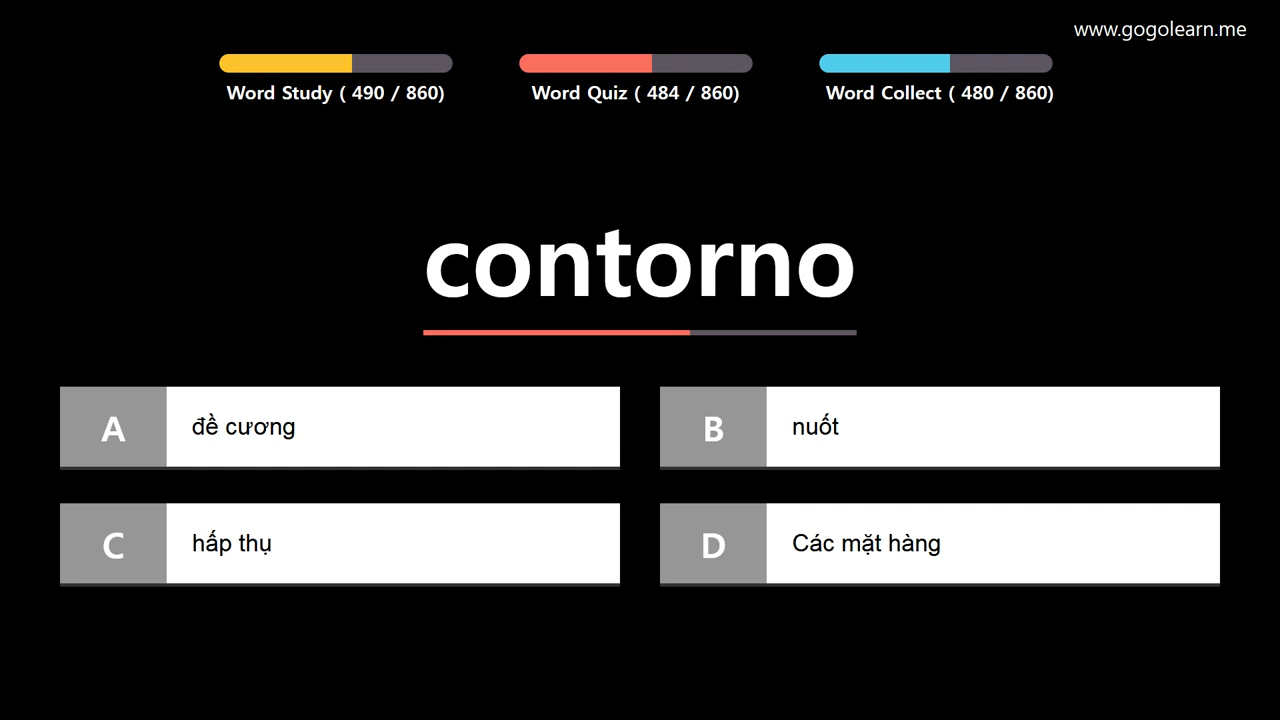 www.gogolearn.me
Word Study ( 490 / 860)
Word Quiz ( 484 / 860)
Word Collect ( 480 / 860)
contorno
A đề cương
B nuốt
C hấp thụ
D Các mặt hàng